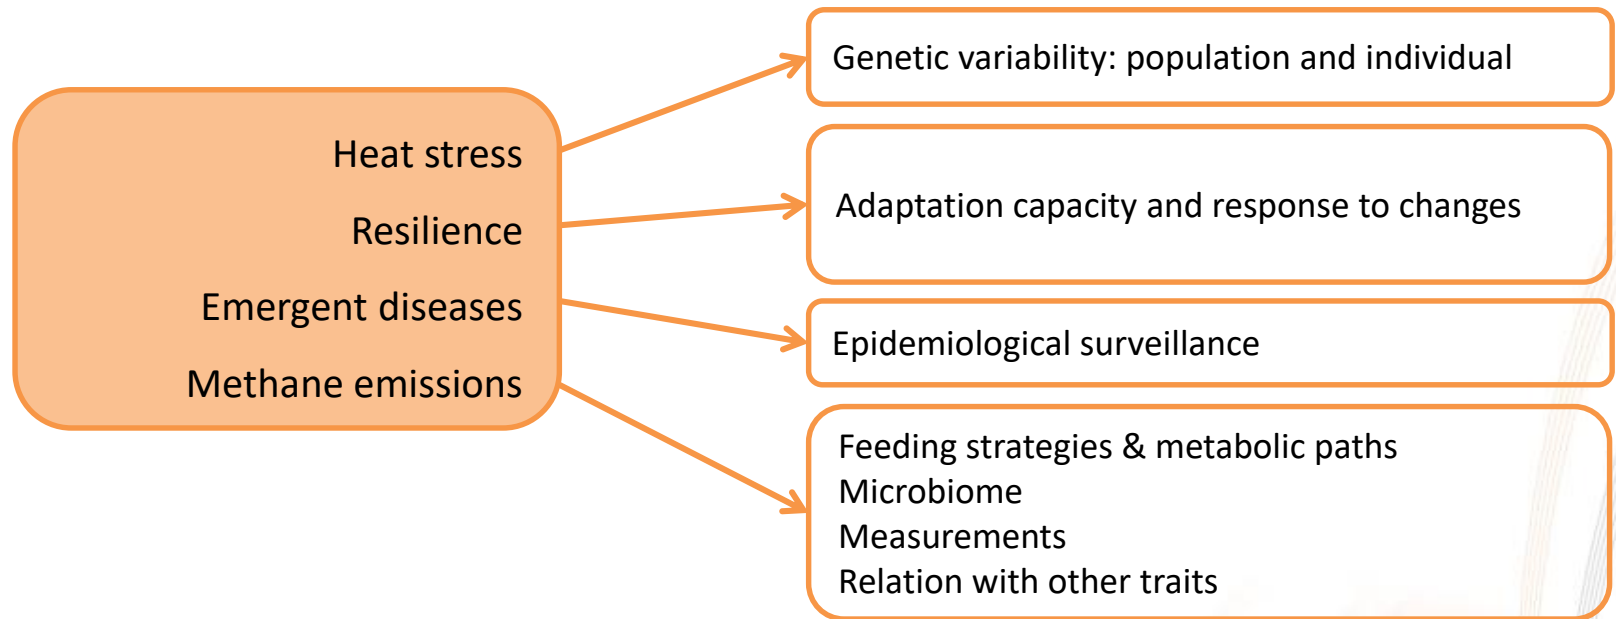 Heat stress
Resilience
Emergent diseases
Methane emissions
Genetic variability: population and individual
Adaptation capacity and response to changes
Epidemiological surveillance
Feeding strategies & metabolic paths
Microbiome
Measurements
Relation with other traits